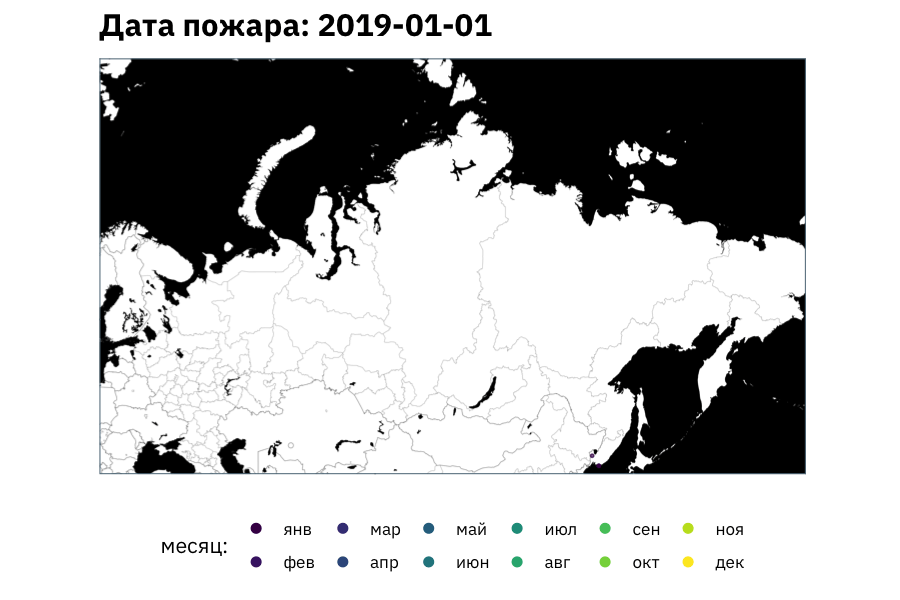 Дата пожара: 2019-01-01
месяц:
янв мар май июл сен ноя
фев апр июн авг окт дек